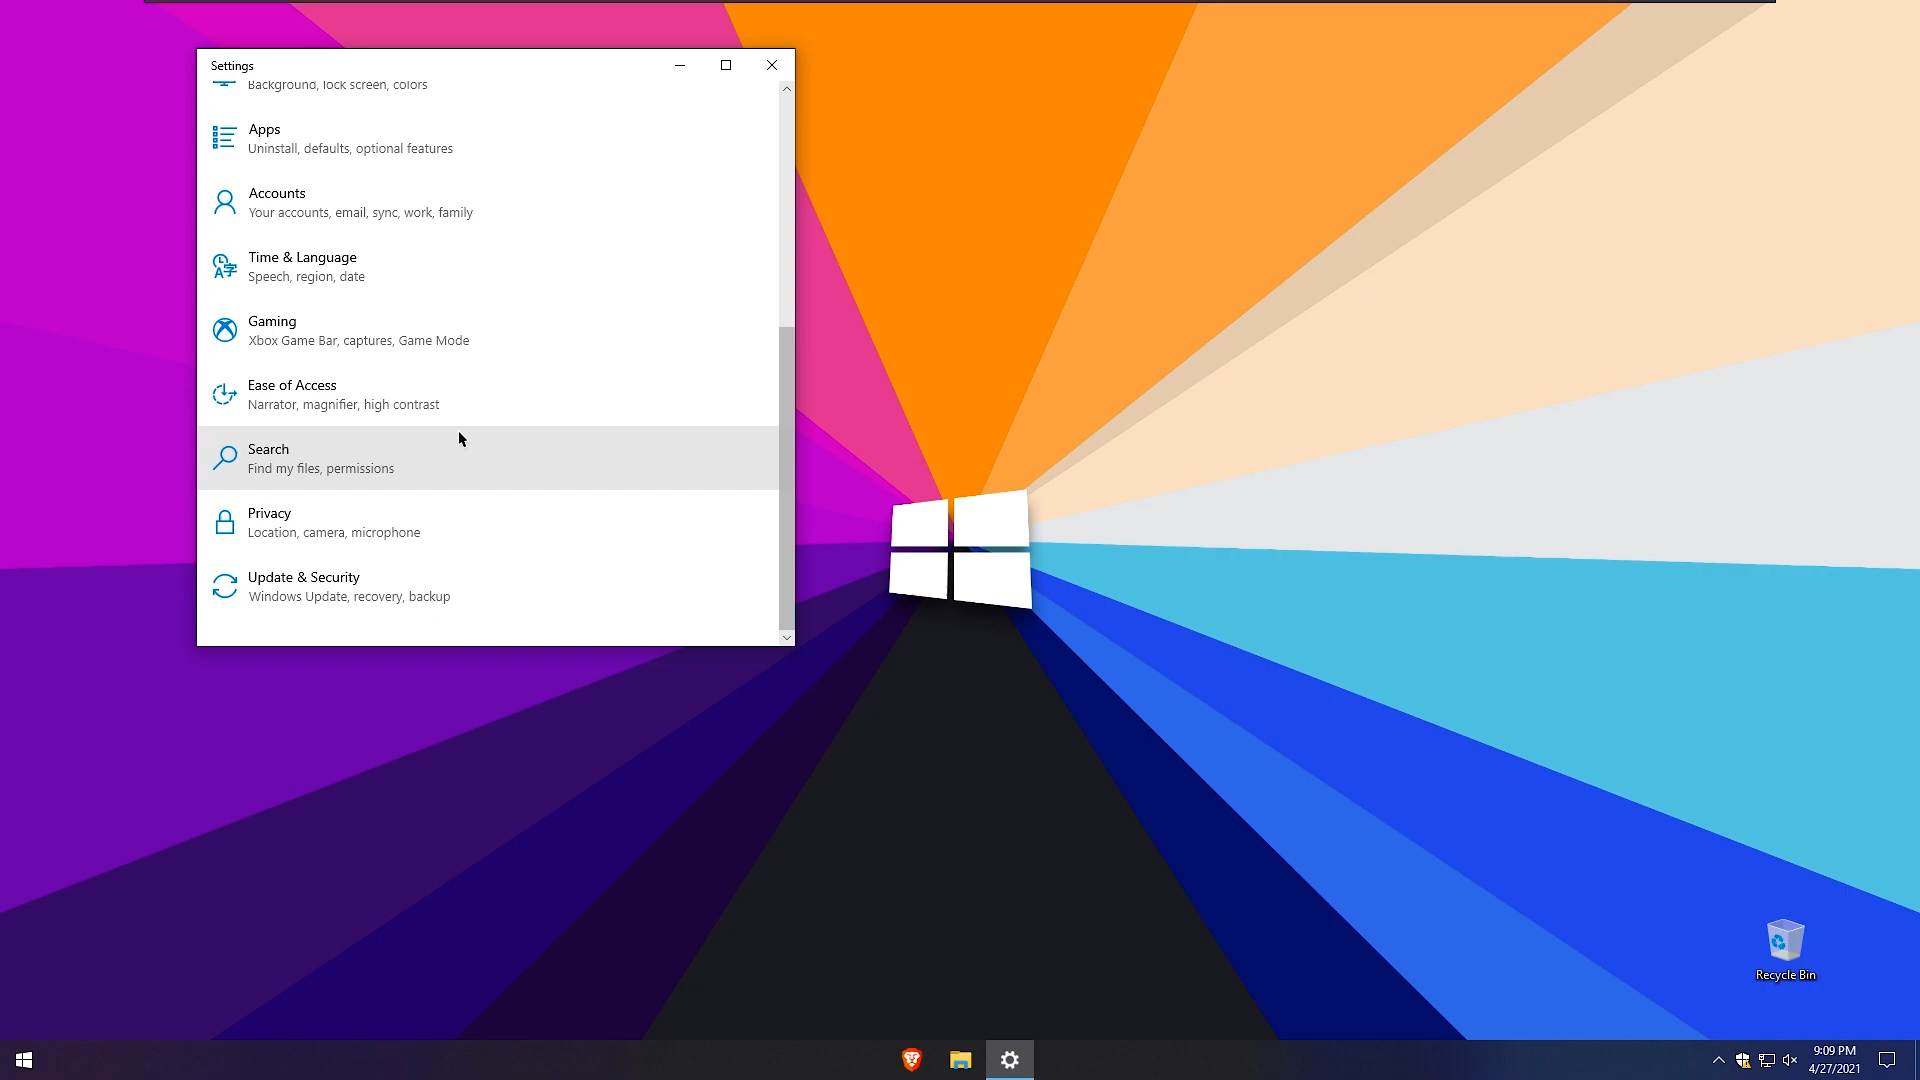 Settings
Background, lock screen, colors
Apps
Uninstall, defaults, optional features
Accounts
Your accounts, email, sync, work, family
Time & Language
Speech, region, date
Gaming
Xbox Game Bar, captures, Game Mode
Ease of Access
Narrator, magnifier, high contrast
Search
Find my files, permissions
Privacy
Location, camera, microphone
Update & Security
Windows Update, recovery, backup
Recycle Bin
9:09 PM
4/27/2021